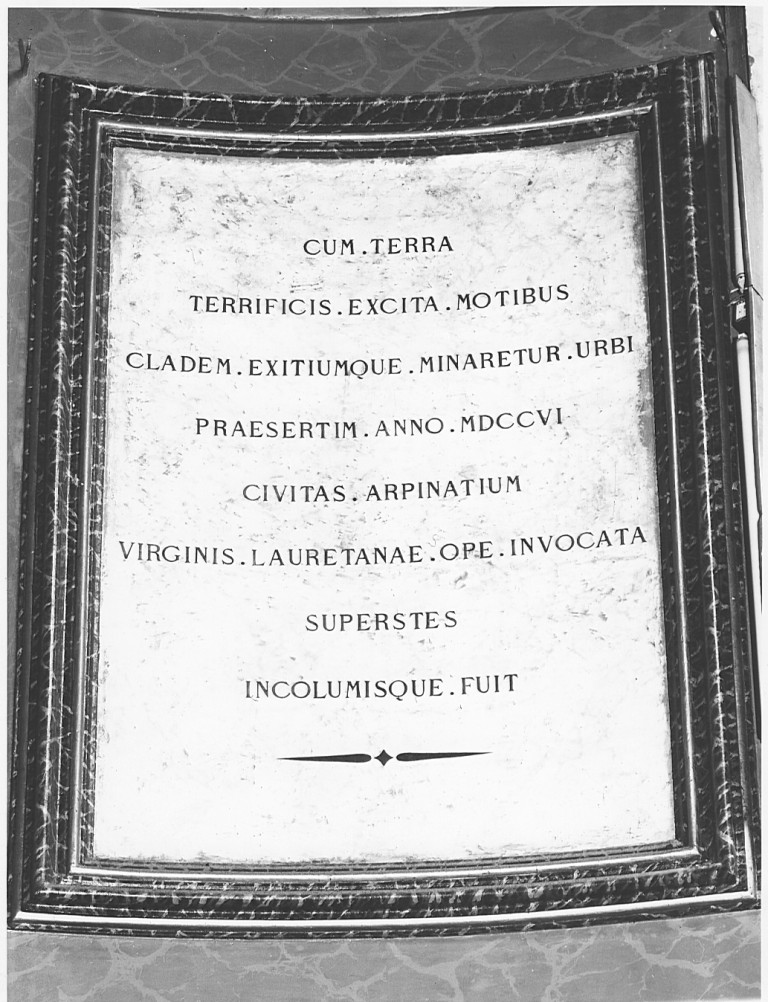 CUM.TERRA
TERRIFICIS.EXCITA.MOTIBUS
CLADEM.EXITIUMQUE.MINARETUR.URBI
PRAESERTIM.ANNO.MDCCVI
CIVITAS.ARPINATIUM
VIRGINIS.LAURETANAE.OPE.INVOCATA
SUPERSTES
INCOLUMISQUE.FUIT